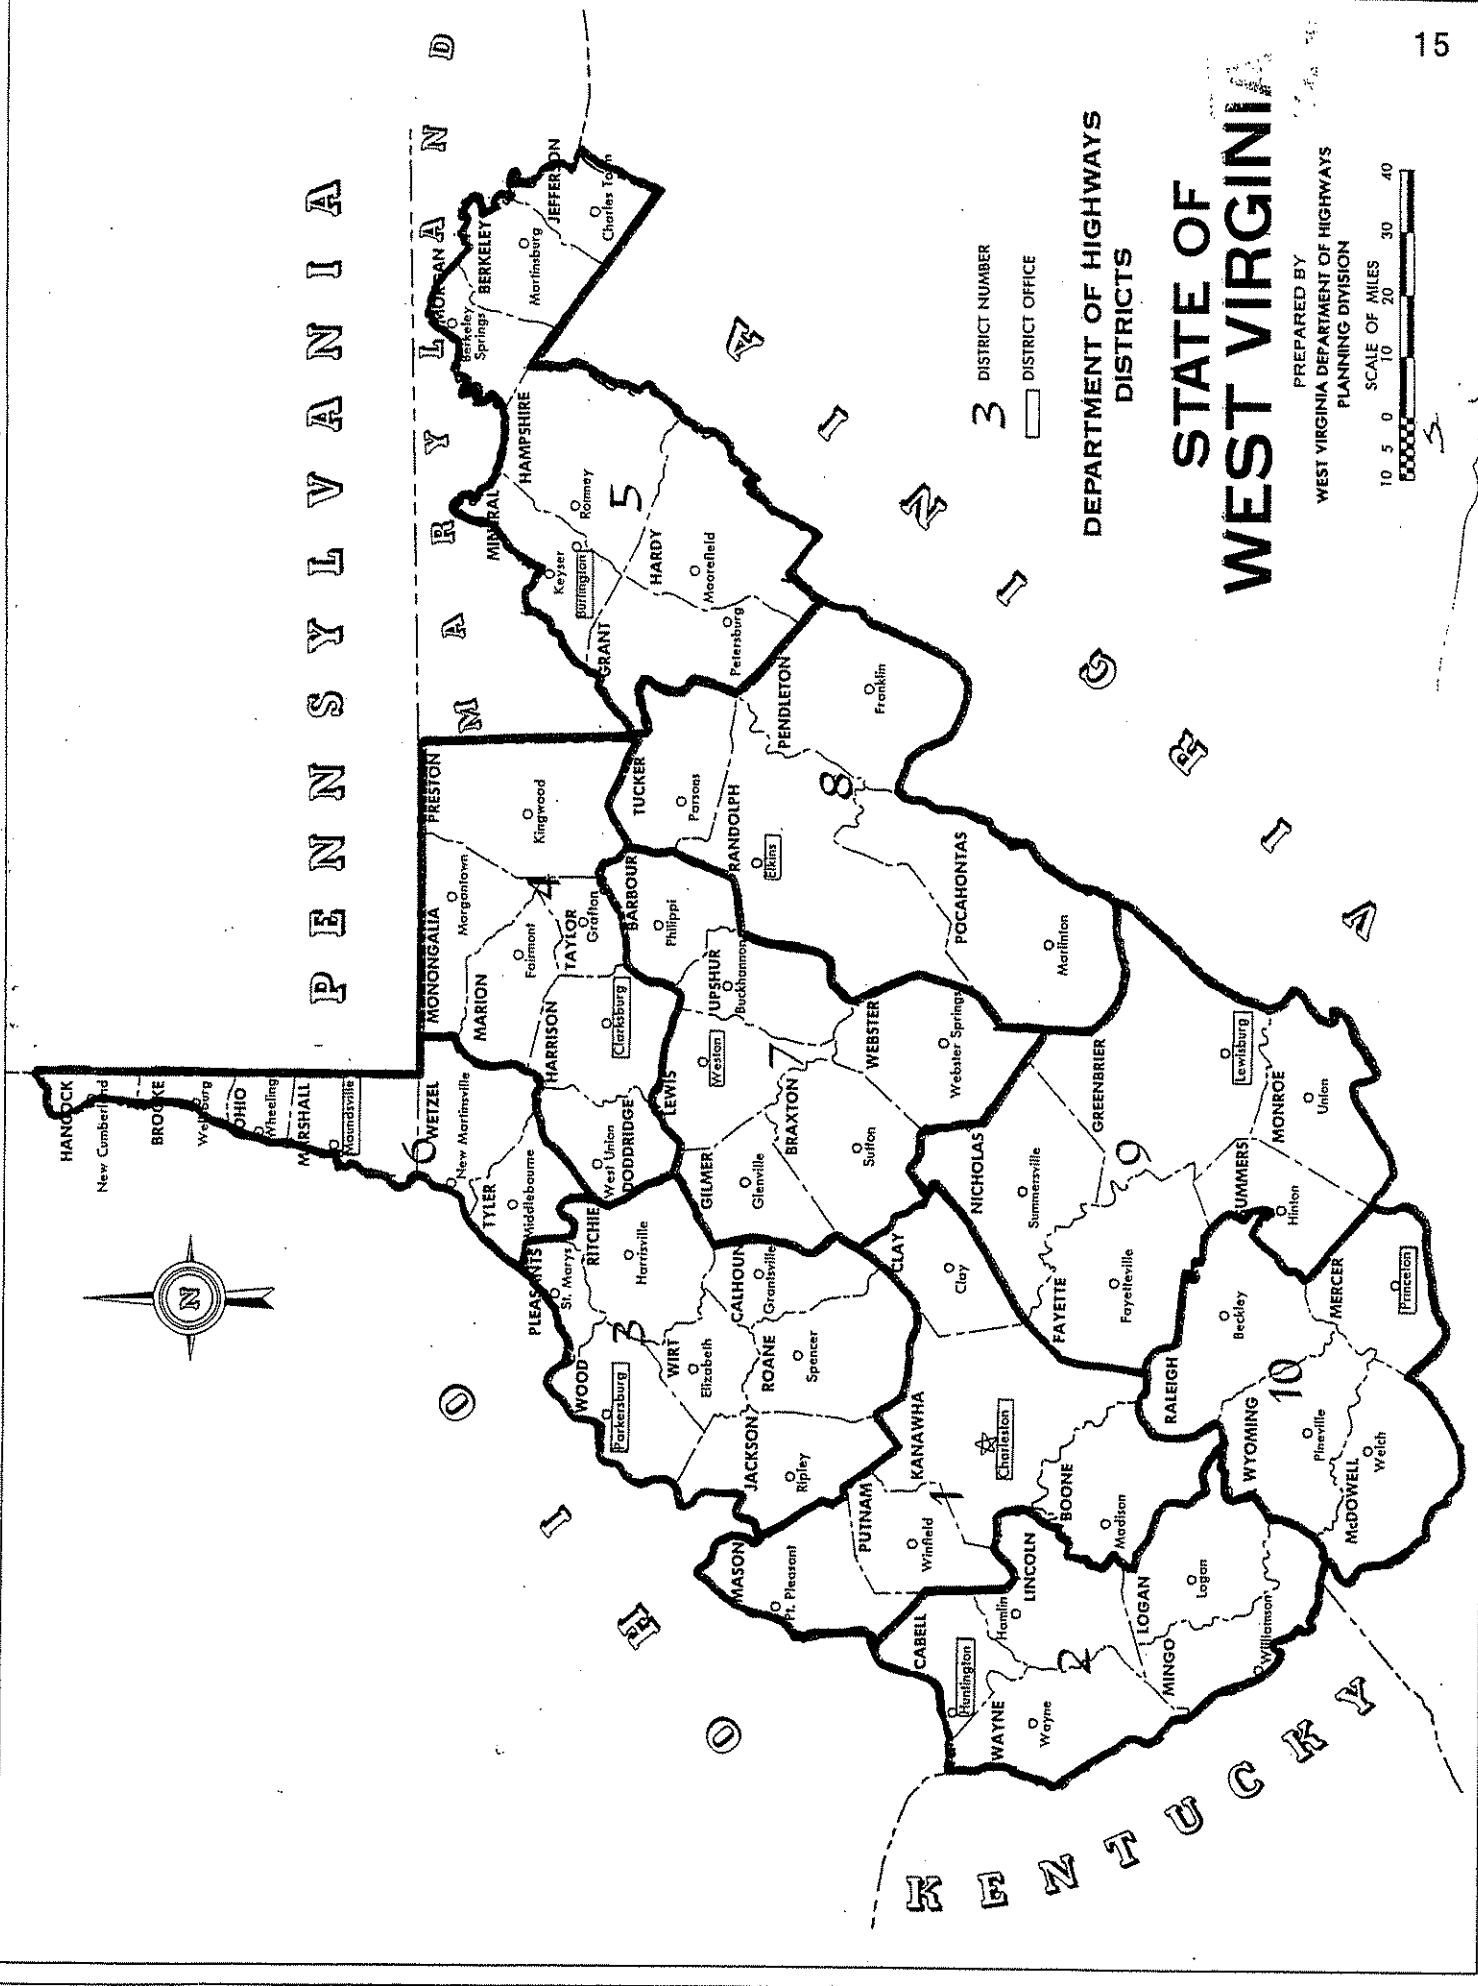 15
PENNSYLVANIA
MARYLAND
OHIO
KENTUCKY
VIRGINIA
N
HANCOCK
New Cumberland
BROOKE
Wellsburg
OHIO
Wheeling
MARSHALL
Moundsville
6
WETZEL
New Martinsville
TYLER
Middlebourne
PLEASANTS
St. Marys
RITCHIE
Harrisville
WOOD
Parkersburg
3
WIRT
Elizabeth
CALHOUN
Grantsville
ROANE
Spencer
JACKSON
Ripley
MONONGALIA
Morgantown
PRESTON
Kingwood
MARION
Fairmont
4
TAYLOR
Grafton
HARRISON
Clarksburg
DODDRIDGE
West Union
MORGAN
Berkeley
Springs
BERKELEY
Martinsburg
JEFFERSON
Charles Town
HAMPSHIRE
Romney
5
MINERAL
Keyser
Burlington
HARDY
Moorefield
GRANT
Petersburg
TUCKER
Parsons
PENDLETON
Franklin
8
RANDOLPH
Elkins
POCAHONTAS
Marlinton
BARBOUR
Philippi
UPSHUR
Buckhannon
LEWIS
Weston
7
GILMER
Glenville
BRAXTON
Sutton
WEBSTER
Webster Springs
MASON
Pt. Pleasant
PUTNAM
Winfield
1
KANAWHA
Charleston
CLAY
Clay
BOONE
Madison
CABELL
Huntington
WAYNE
Wayne
2
LINCOLN
Hamlin
LOGAN
Logan
MINGO
Williamson
NICHOLAS
Summersville
GREENBRIER
Lewisburg
9
FAYETTE
Fayetteville
SUMMERS
Hinton
MONROE
Union
RALEIGH
Beckley
10
WYOMING
Pineville
McDOWELL
Welch
MERCER
Princeton
3 DISTRICT NUMBER
DISTRICT OFFICE
DEPARTMENT OF HIGHWAYS
DISTRICTS
STATE OF
WEST VIRGINIA
PREPARED BY
WEST VIRGINIA DEPARTMENT OF HIGHWAYS
PLANNING DIVISION
SCALE OF MILES
10 5 0 10 20 30 40